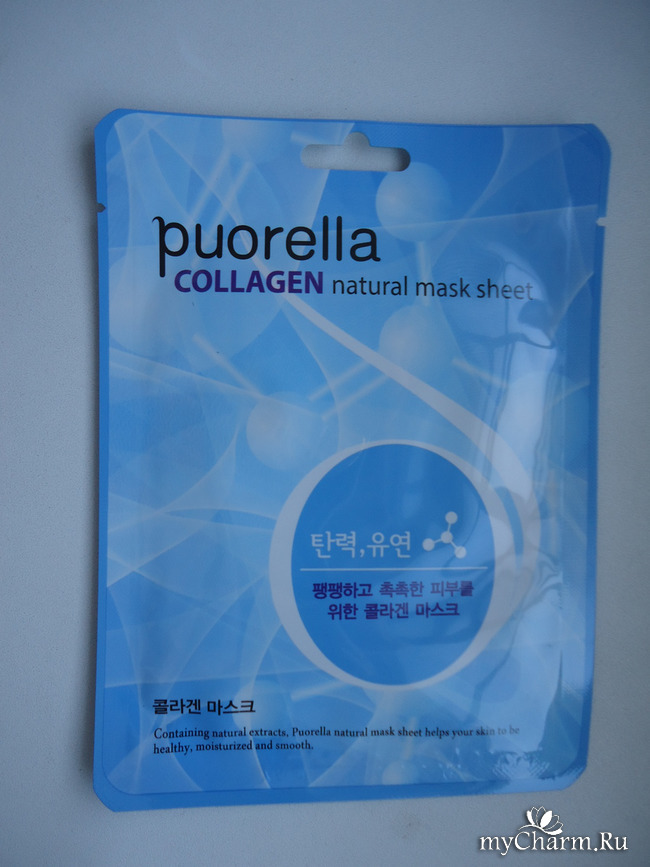 puorella
COLLAGEN natural mask sheet
탄력,유연
팽팽하고 촉촉한 피부를
위한 콜라겐 마스크
콜라겐 마스크
Containing natural extracts, Puorella natural mask sheet helps your skin to be
healthy, moisturized and smooth.
myCharm.Ru